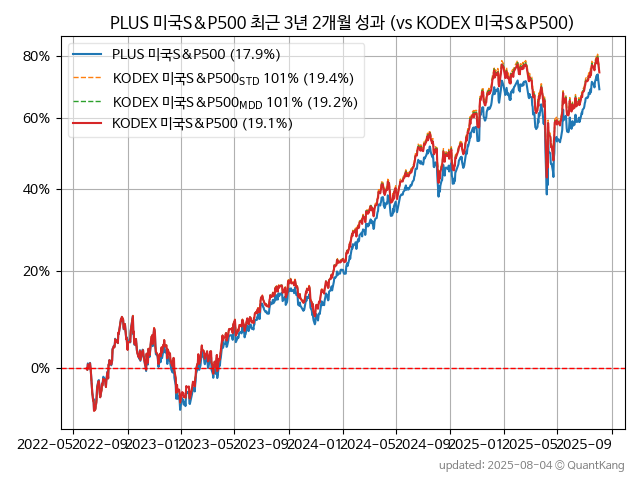 PLUS 미국S&P500 최근 3년 2개월 성과 (vs KODEX 미국S&P500)
PLUS 미국S&P500 (17.9%)
KODEX 미국S&P500STD 101% (19.4%)
KODEX 미국S&P500MDD 101% (19.2%)
KODEX 미국S&P500 (19.1%)
80%
60%
40%
20%
0%
2022-05 2022-09 2023-01 2023-05 2023-09 2024-01 2024-05 2024-09 2025-01 2025-05 2025-09
updated: 2025-08-04 © QuantKang